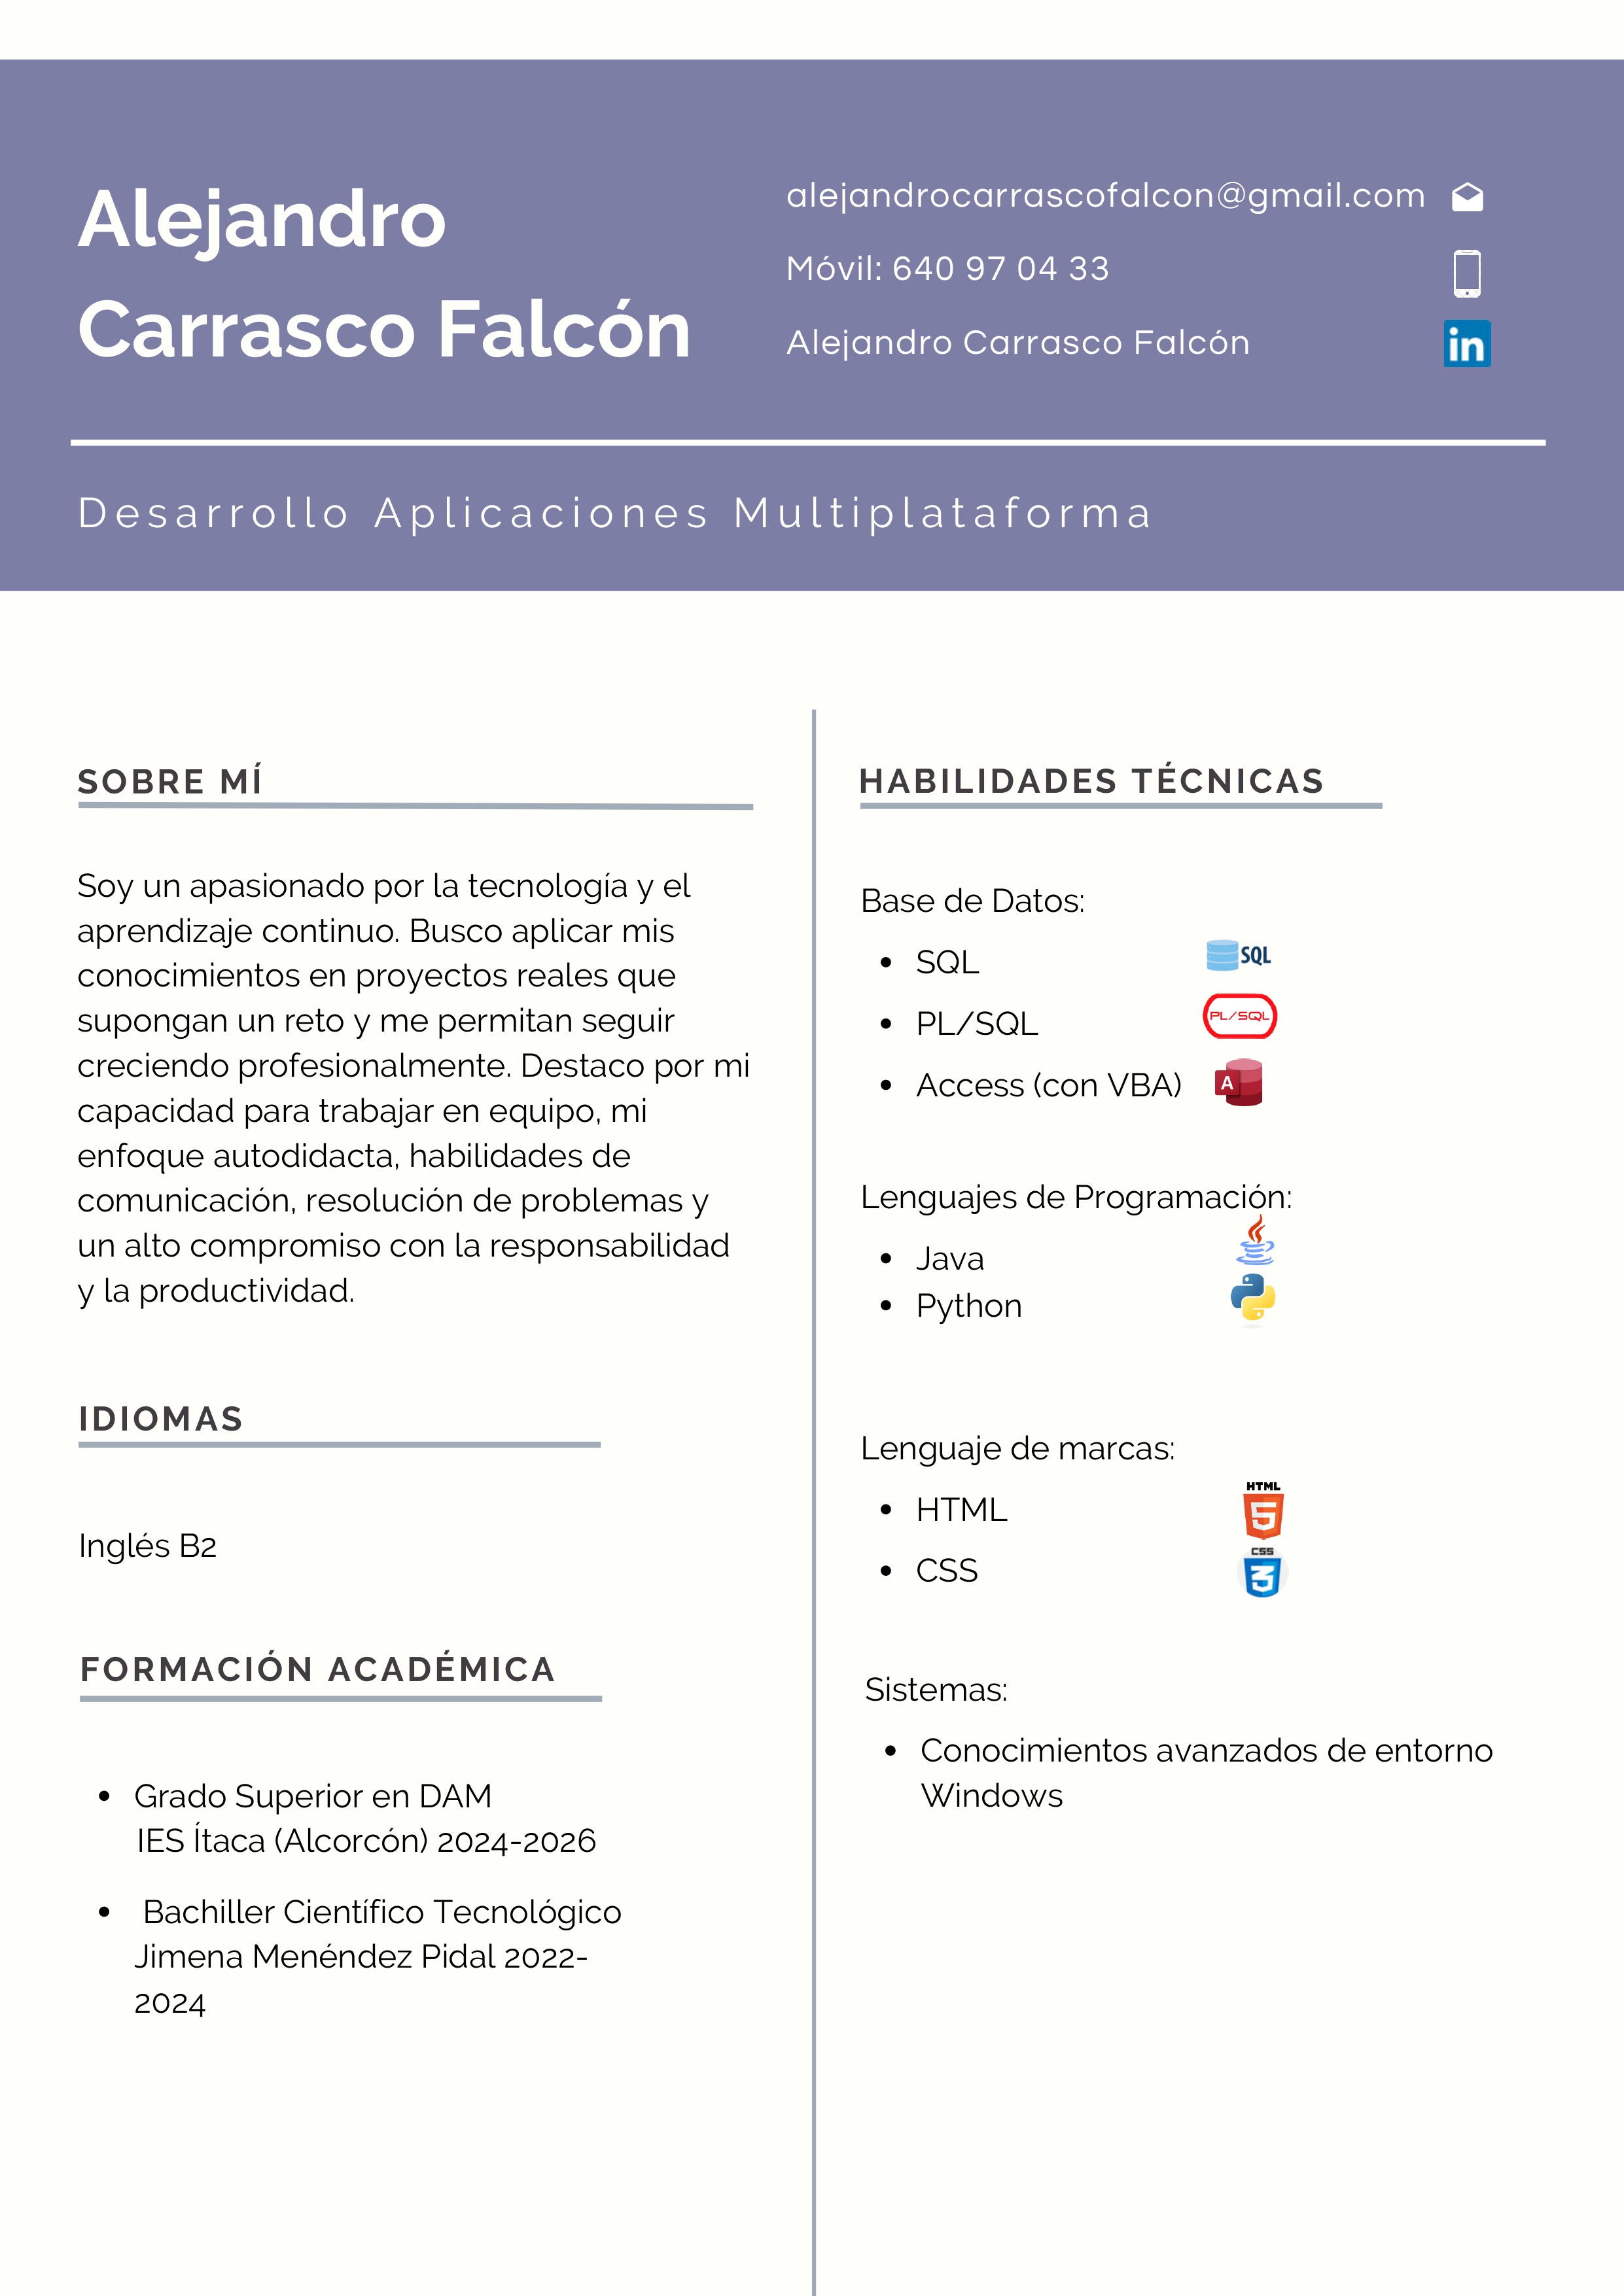 Alejandro
Carrasco Falcón
alejandrocarrascofalcon@gmail.com
Móvil: 640 97 04 33
Alejandro Carrasco Falcón
in
Desarrollo Aplicaciones Multiplataforma
SOBRE MÍ
Soy un apasionado por la tecnología y el
aprendizaje continuo. Busco aplicar mis
conocimientos en proyectos reales que
supongan un reto y me permitan seguir
creciendo profesionalmente. Destaco por mi
capacidad para trabajar en equipo, mi
enfoque autodidacta, habilidades de
comunicación, resolución de problemas y
un alto compromiso con la responsabilidad
y la productividad.
IDIOMAS
Inglés B2
FORMACIÓN ACADÉMICA
• Grado Superior en DAM
IES Ítaca (Alcorcón) 2024-2026
• Bachiller Científico Tecnológico
Jimena Menéndez Pidal 2022-
2024
HABILIDADES TÉCNICAS
Base de Datos:
• SQL SQL
• PL/SQL PL/SQL
• Access (con VBA) A
Lenguajes de Programación:
• Java
• Python
Lenguaje de marcas:
• HTML HTML 5
• CSS CSS 3
Sistemas:
• Conocimientos avanzados de entorno
Windows